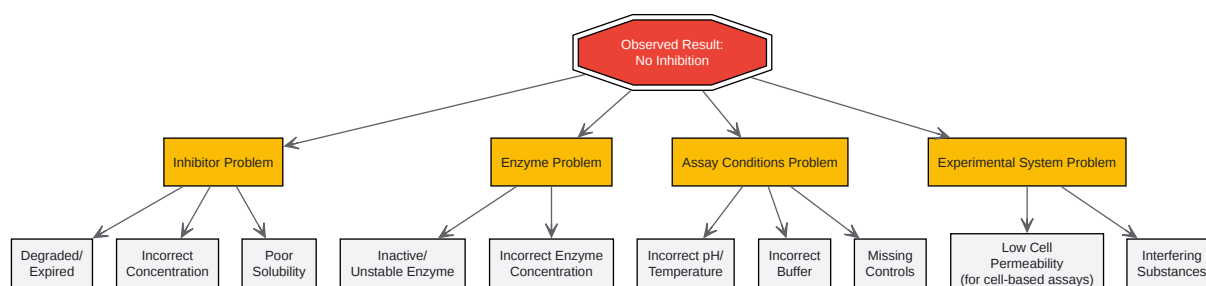 Observed Result:
No Inhibition
Inhibitor Problem
Enzyme Problem
Assay Conditions Problem
Experimental System Problem
Degraded/
Expired
Incorrect
Concentration
Poor
Solubility
Inactive/
Unstable Enzyme
Incorrect Enzyme
Concentration
Incorrect pH/
Temperature
Incorrect
Buffer
Missing
Controls
Low Cell
Permeability
(for cell-based assays)
Interfering
Substances